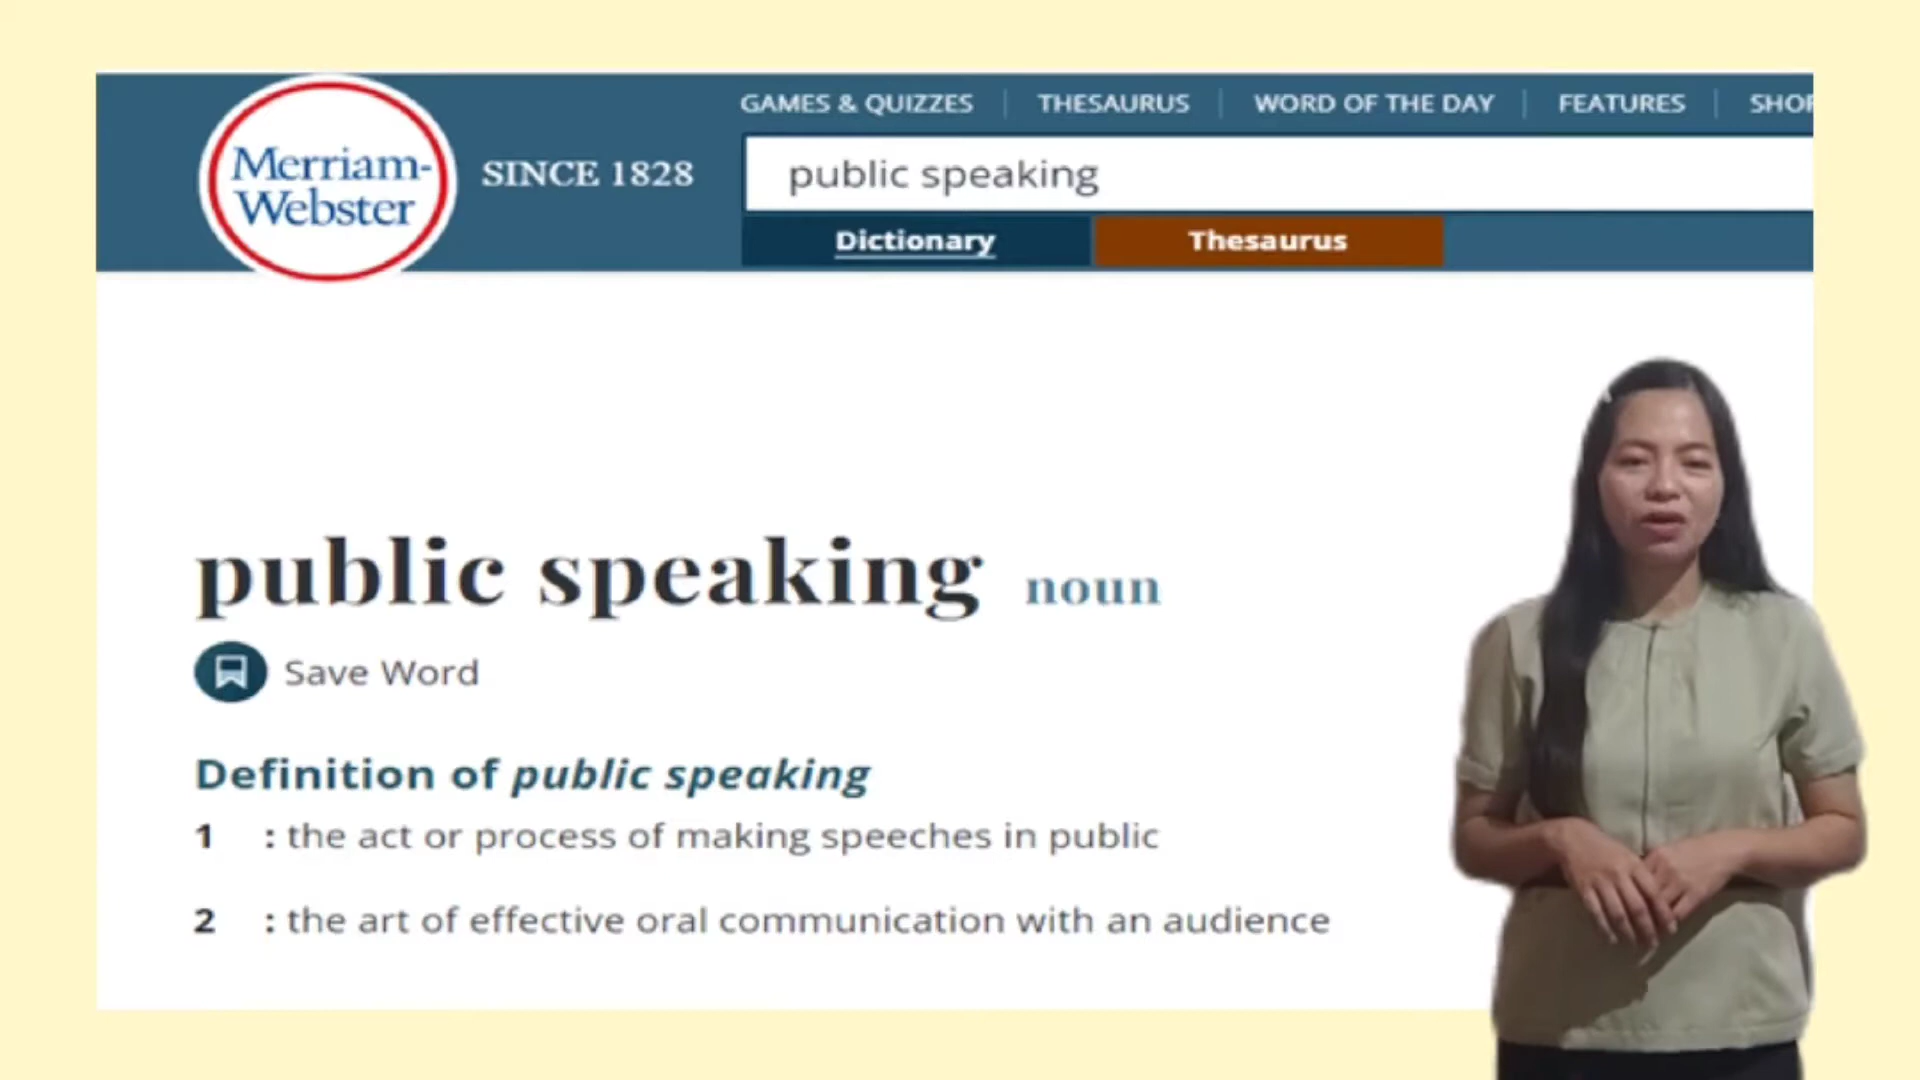 Merriam-
Webster
SINCE 1828
GAMES & QUIZZES
THESAURUS
WORD OF THE DAY
FEATURES
public speaking
Dictionary
Thesaurus
public speaking noun
Save Word
Definition of public speaking
1 : the act or process of making speeches in public
2 : the art of effective oral communication with an audience